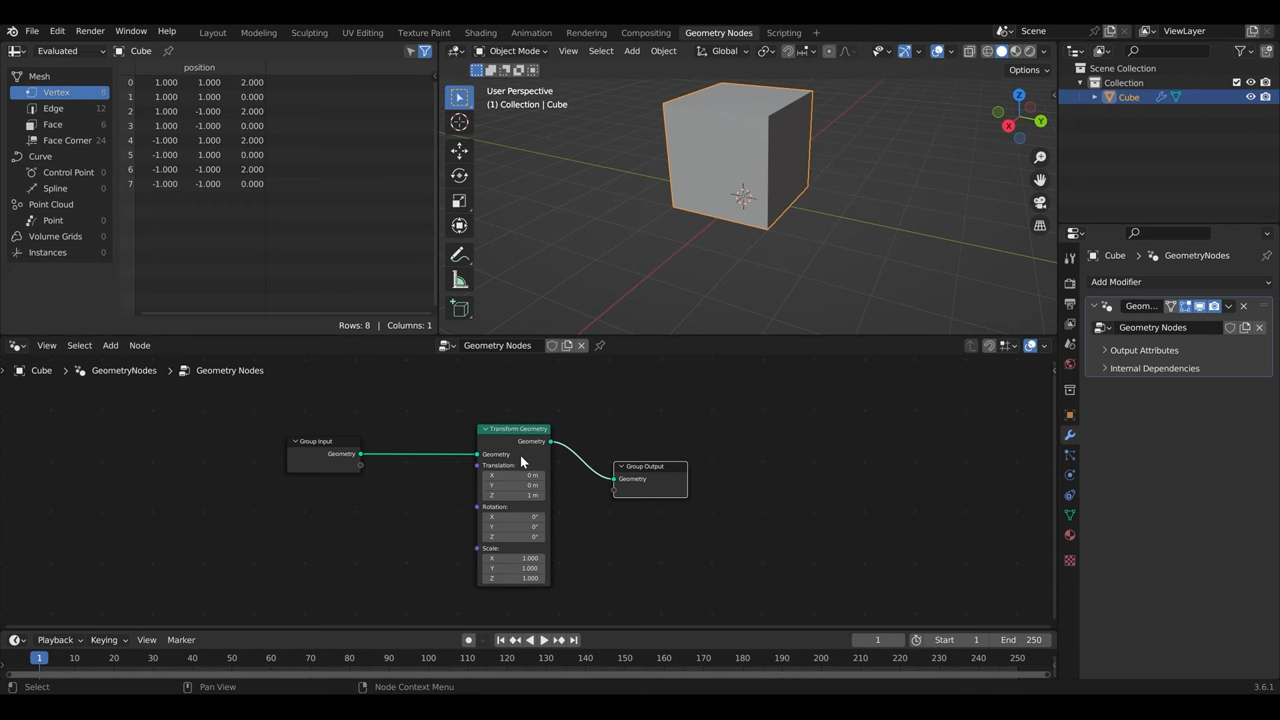 File Edit Render Window Help Layout Modeling Sculpting UV Editing Texture Paint Shading Animation Rendering Compositing Geometry Nodes Scripting Scene ViewLayer
Evaluated Cube
Mesh
Vertex 8
Edge 12
Face 6
Face Corner 24
Curve
Control Point 0
Spline 0
Point Cloud
Point 0
Volume Grids 0
Instances 0
position
0 1.000 1.000 2.000
1 1.000 1.000 0.000
2 1.000 -1.000 2.000
3 1.000 -1.000 0.000
4 -1.000 1.000 2.000
5 -1.000 1.000 0.000
6 -1.000 -1.000 2.000
7 -1.000 -1.000 0.000
Rows: 8 | Columns: 1
Object Mode View Select Add Object Global
Options
User Perspective
(1) Collection | Cube
Z
Y
X
Scene Collection
Collection
Cube
Cube GeometryNodes
Add Modifier
Geom...
Geometry Nodes
Output Attributes
Internal Dependencies
View Select Add Node Geometry Nodes
Cube GeometryNodes Geometry Nodes
Group Input
Geometry
Transform Geometry
Geometry
Geometry
Translation:
X 0 m
Y 0 m
Z 1 m
Rotation:
X 0°
Y 0°
Z 0°
Scale:
X 1.000
Y 1.000
Z 1.000
Group Output
Geometry
Playback Keying View Marker 1 Start 1 End 250
1 10 20 30 40 50 60 70 80 90 100 110 120 130 140 150 160 170 180 190 200 210 220 230 240 250
Select Pan View Node Context Menu 3.6.1